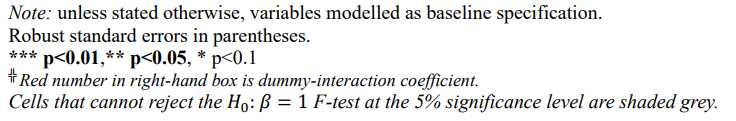 Note: unless stated otherwise, variables modelled as baseline specification.
Robust standard errors in parentheses.
*** p<0.01,** p<0.05, * p<0.1
╬ Red number in right-hand box is dummy-interaction coefficient.
Cells that cannot reject the H₀: β = 1 F-test at the 5% significance level are shaded grey.